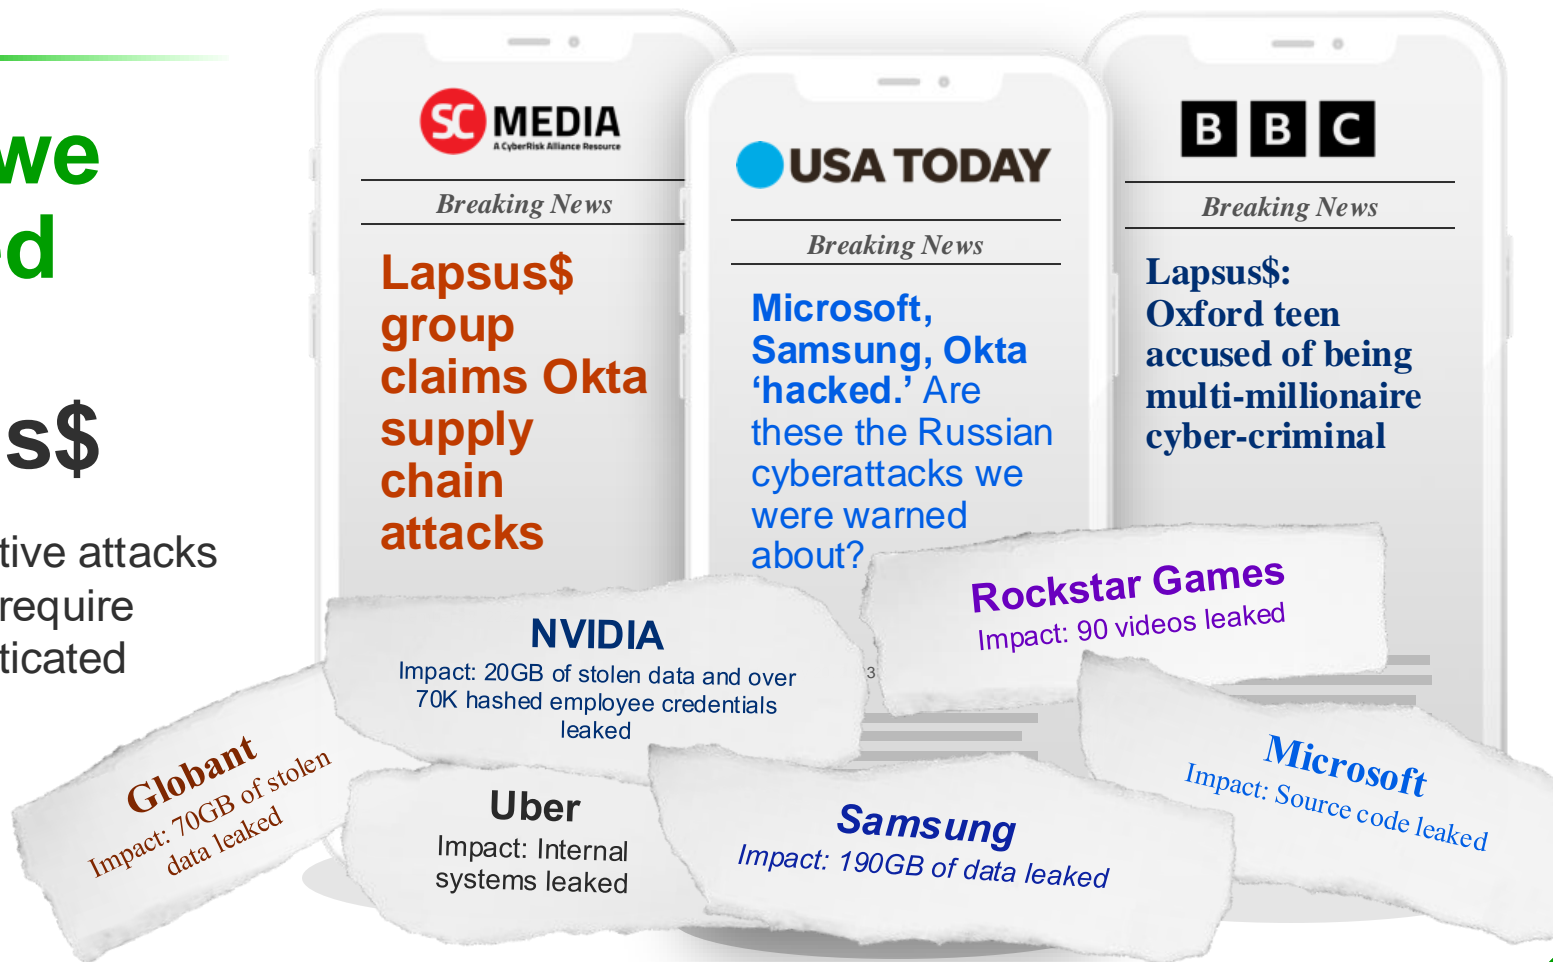 we
ed
s$
tive attacks
require
ticated
SC MEDIA
A CyberRisk Alliance Resource
Breaking News
Lapsus$
group
claims Okta
supply
chain
attacks
USA TODAY
Breaking News
Microsoft,
Samsung, Okta
‘hacked.’ Are
these the Russian
cyberattacks we
were warned
about?
BBC
Breaking News
Lapsus$:
Oxford teen
accused of being
multi-millionaire
cyber-criminal
Rockstar Games
Impact: 90 videos leaked
NVIDIA
Impact: 20GB of stolen data and over
70K hashed employee credentials
leaked
3
Globant
Impact: 70GB of stolen
data leaked
Uber
Impact: Internal
systems leaked
Samsung
Impact: 190GB of data leaked
Microsoft
Impact: Source code leaked